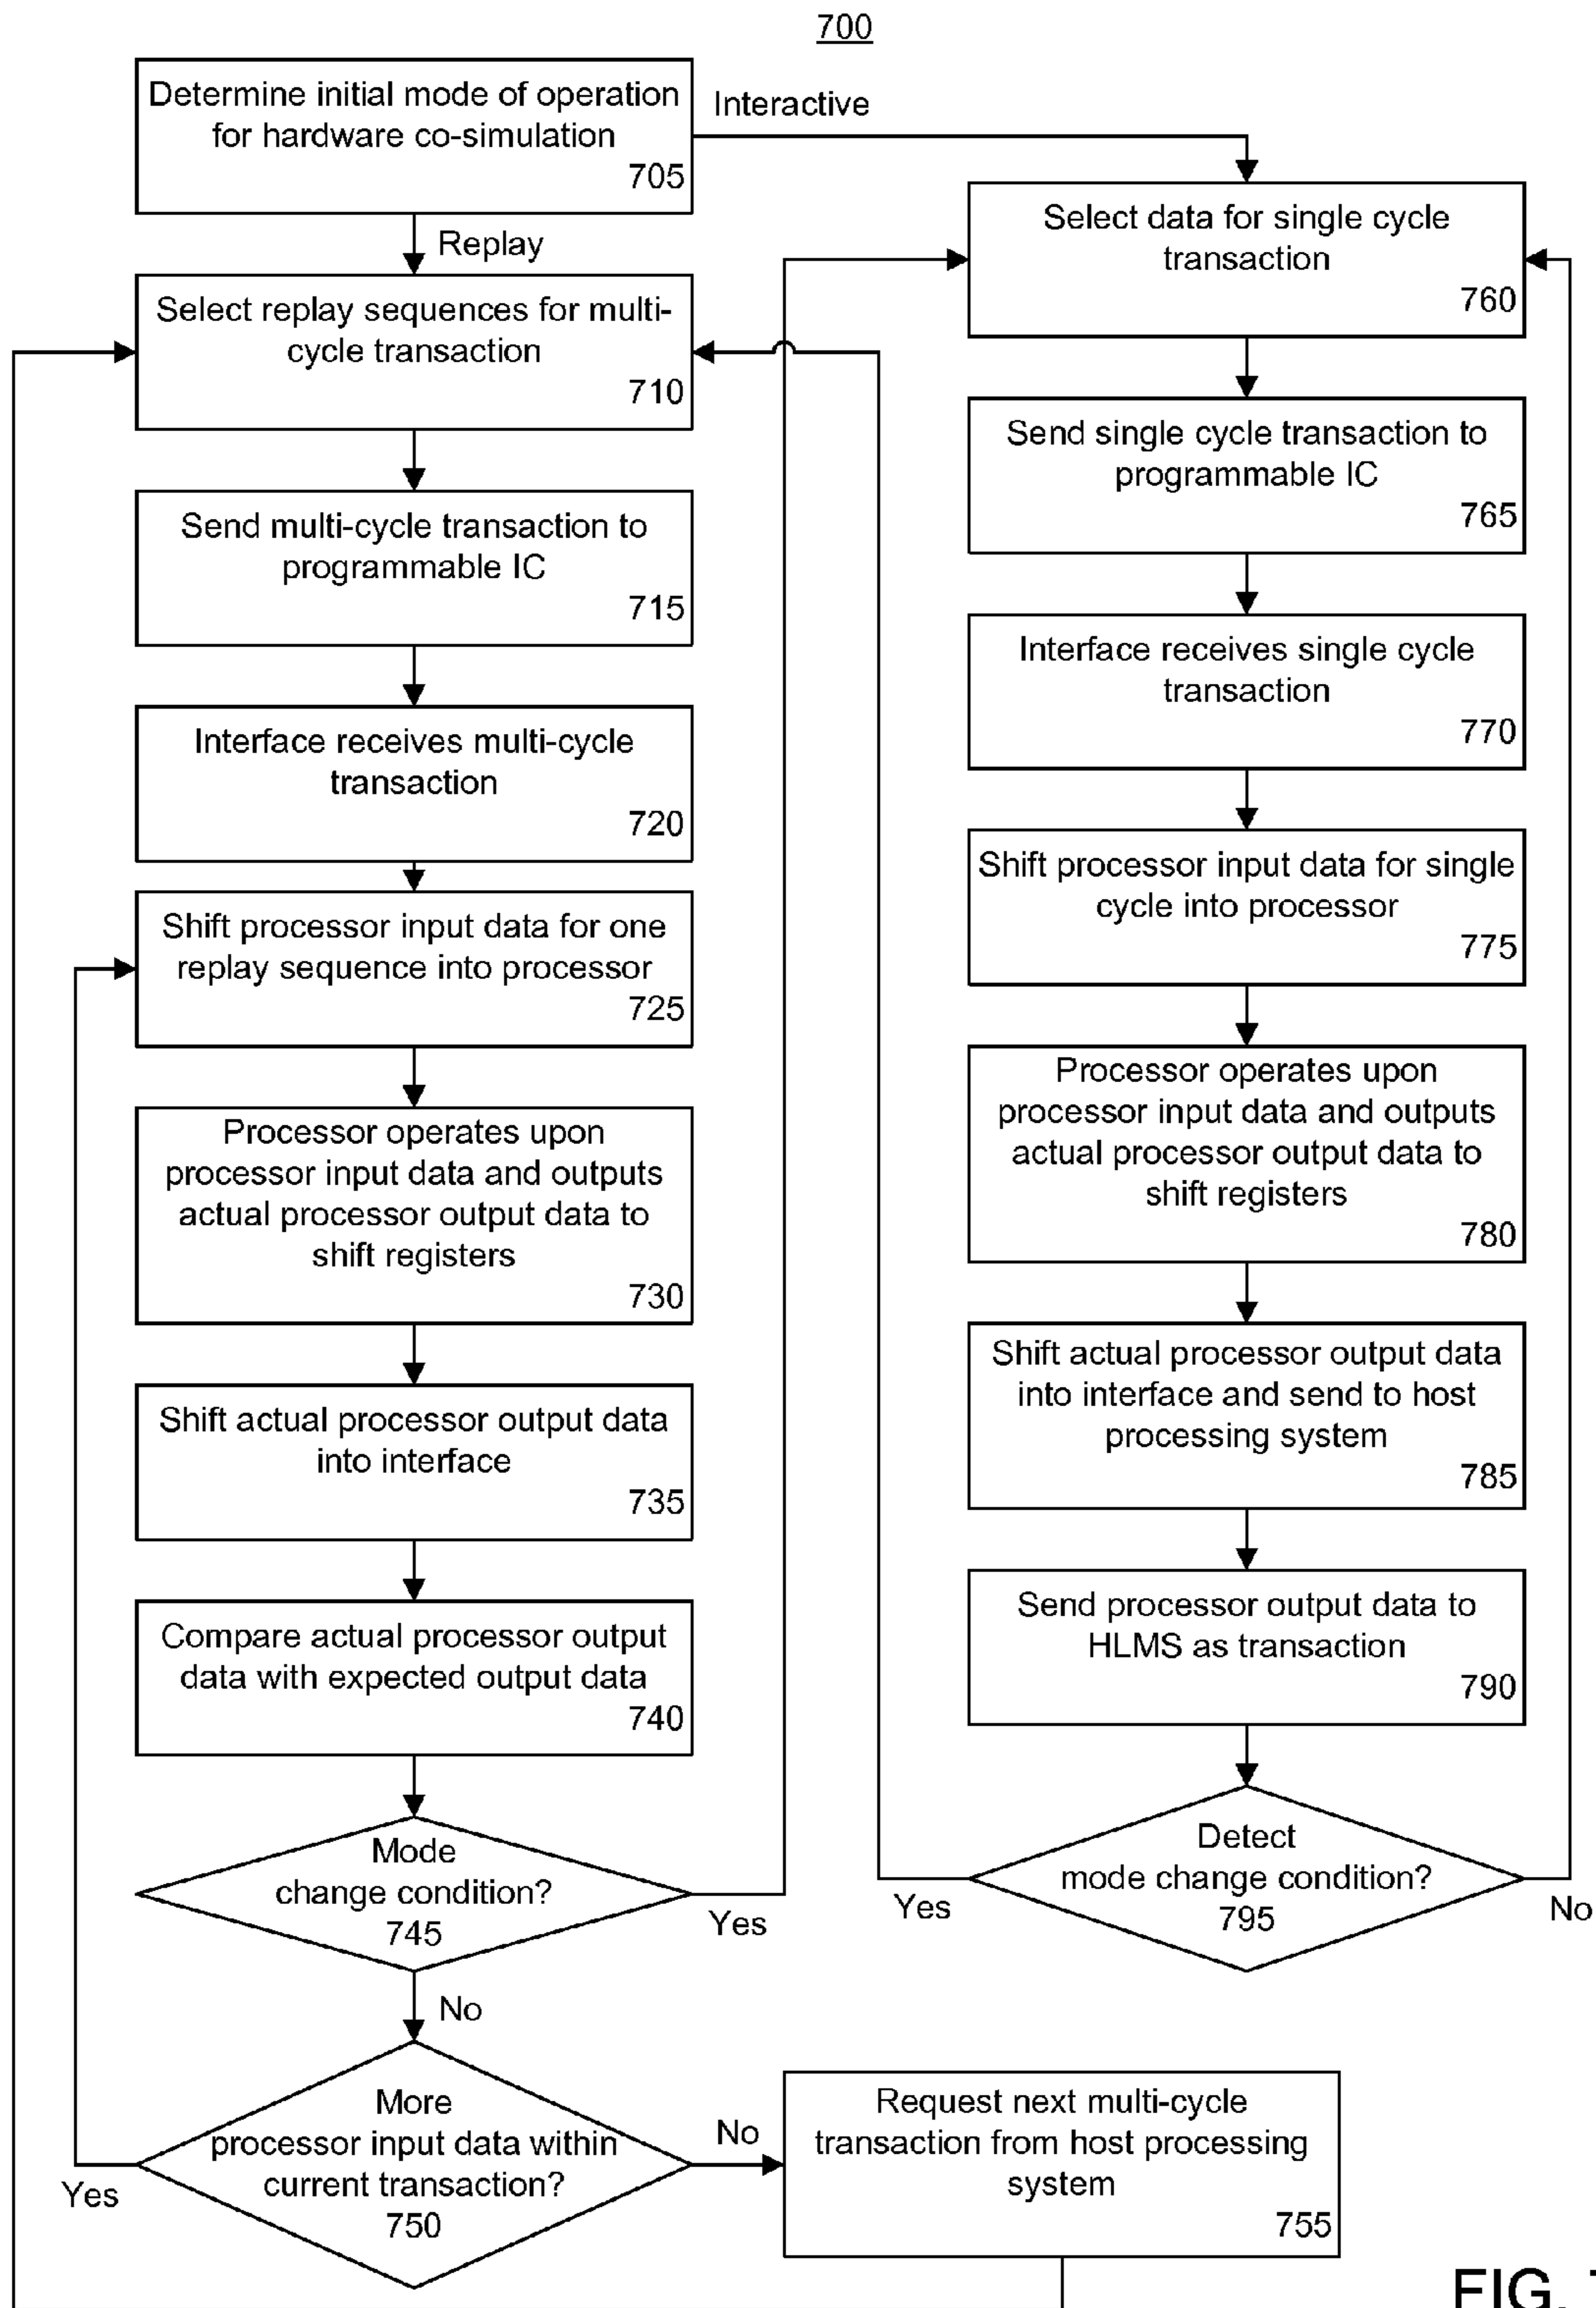 700
Determine initial mode of operation
for hardware co-simulation
705
Interactive
Replay
Select replay sequences for multi-
cycle transaction
710
Send multi-cycle transaction to
programmable IC
715
Interface receives multi-cycle
transaction
720
Shift processor input data for one
replay sequence into processor
725
Processor operates upon
processor input data and outputs
actual processor output data to
shift registers
730
Shift actual processor output data
into interface
735
Compare actual processor output
data with expected output data
740
Mode
change condition?
745
Yes
No
More
processor input data within
current transaction?
750
Yes
No
Request next multi-cycle
transaction from host processing
system
755
Select data for single cycle
transaction
760
Send single cycle transaction to
programmable IC
765
Interface receives single cycle
transaction
770
Shift processor input data for single
cycle into processor
775
Processor operates upon
processor input data and outputs
actual processor output data to
shift registers
780
Shift actual processor output data
into interface and send to host
processing system
785
Send processor output data to
HLMS as transaction
790
Detect
mode change condition?
795
Yes
No
FIG. 7